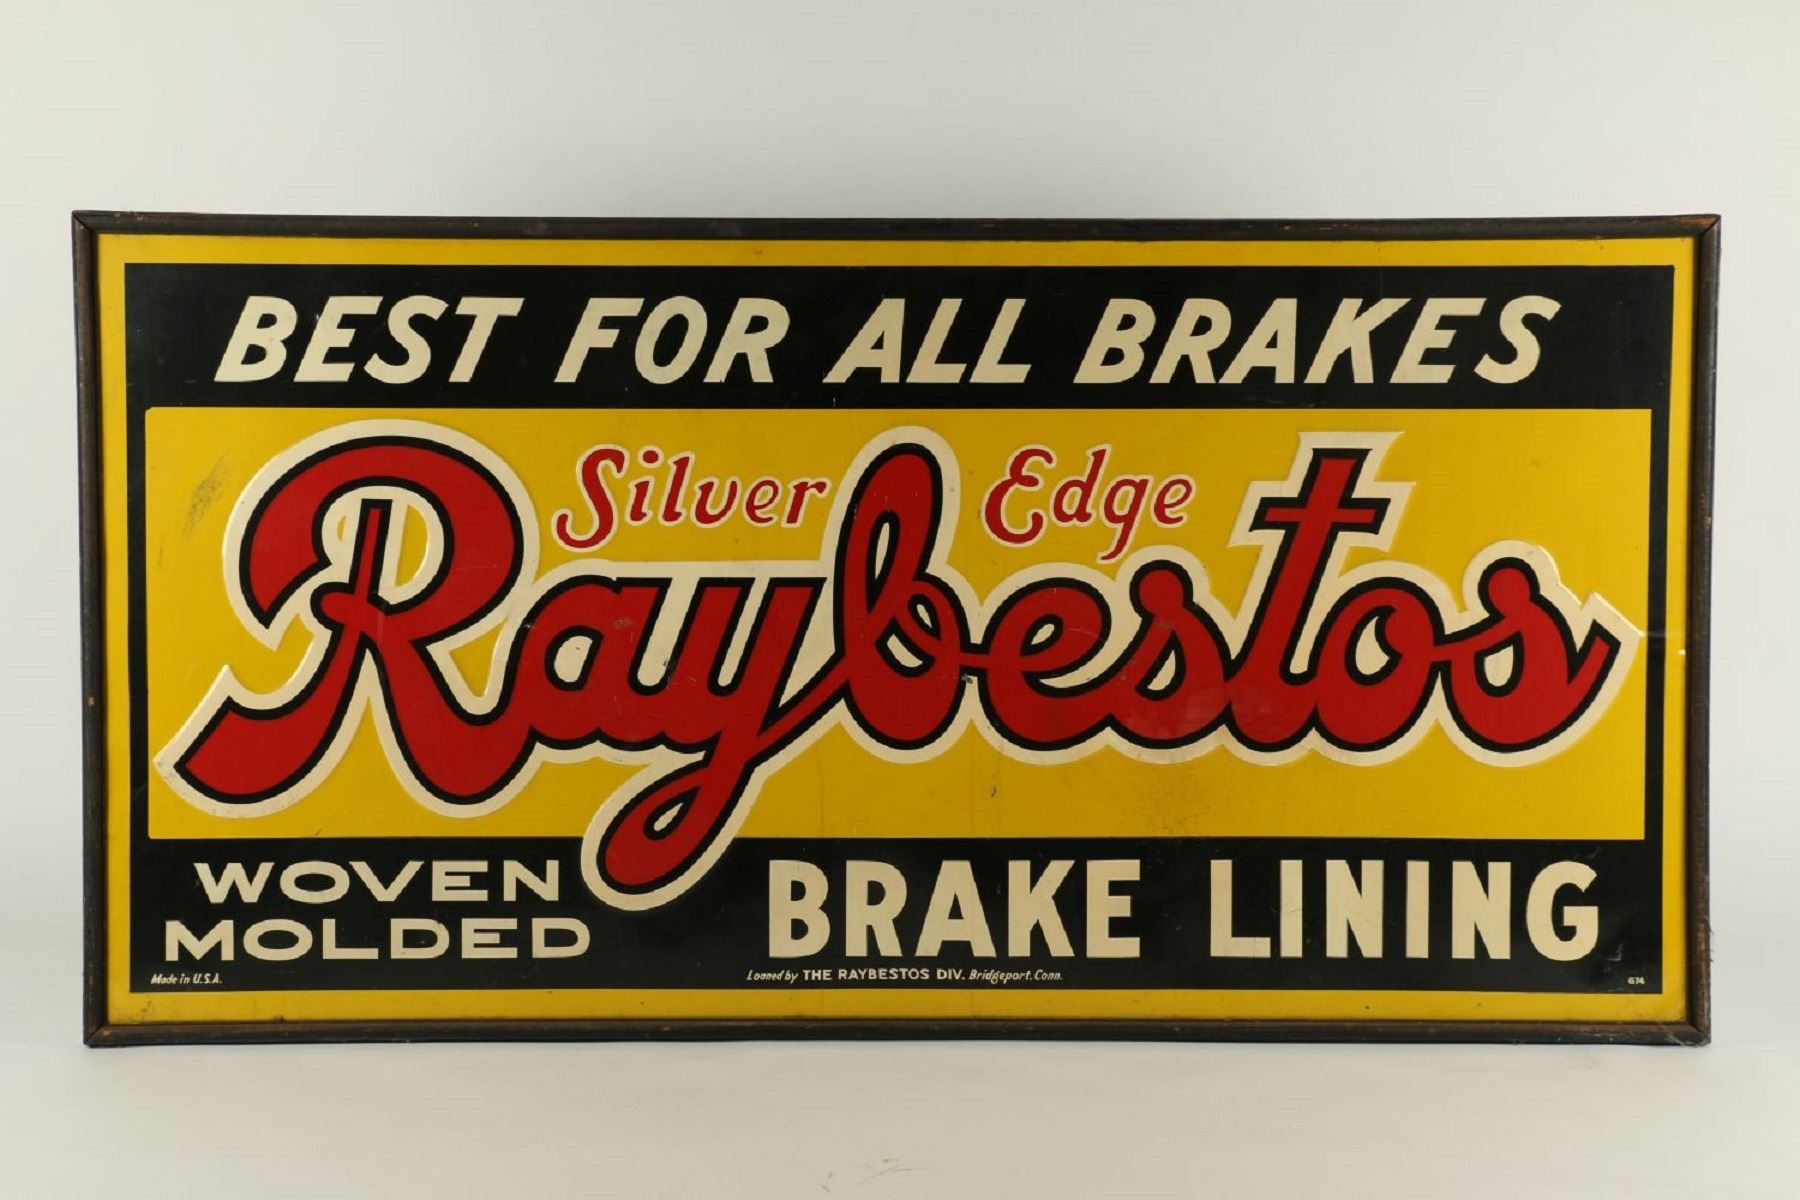 BEST FOR ALL BRAKES
Silver Edge
Raybestos
WOVEN
MOLDED
BRAKE LINING
Made in U.S.A.
Loaned by THE RAYBESTOS DIV. Bridgeport. Conn.
G74